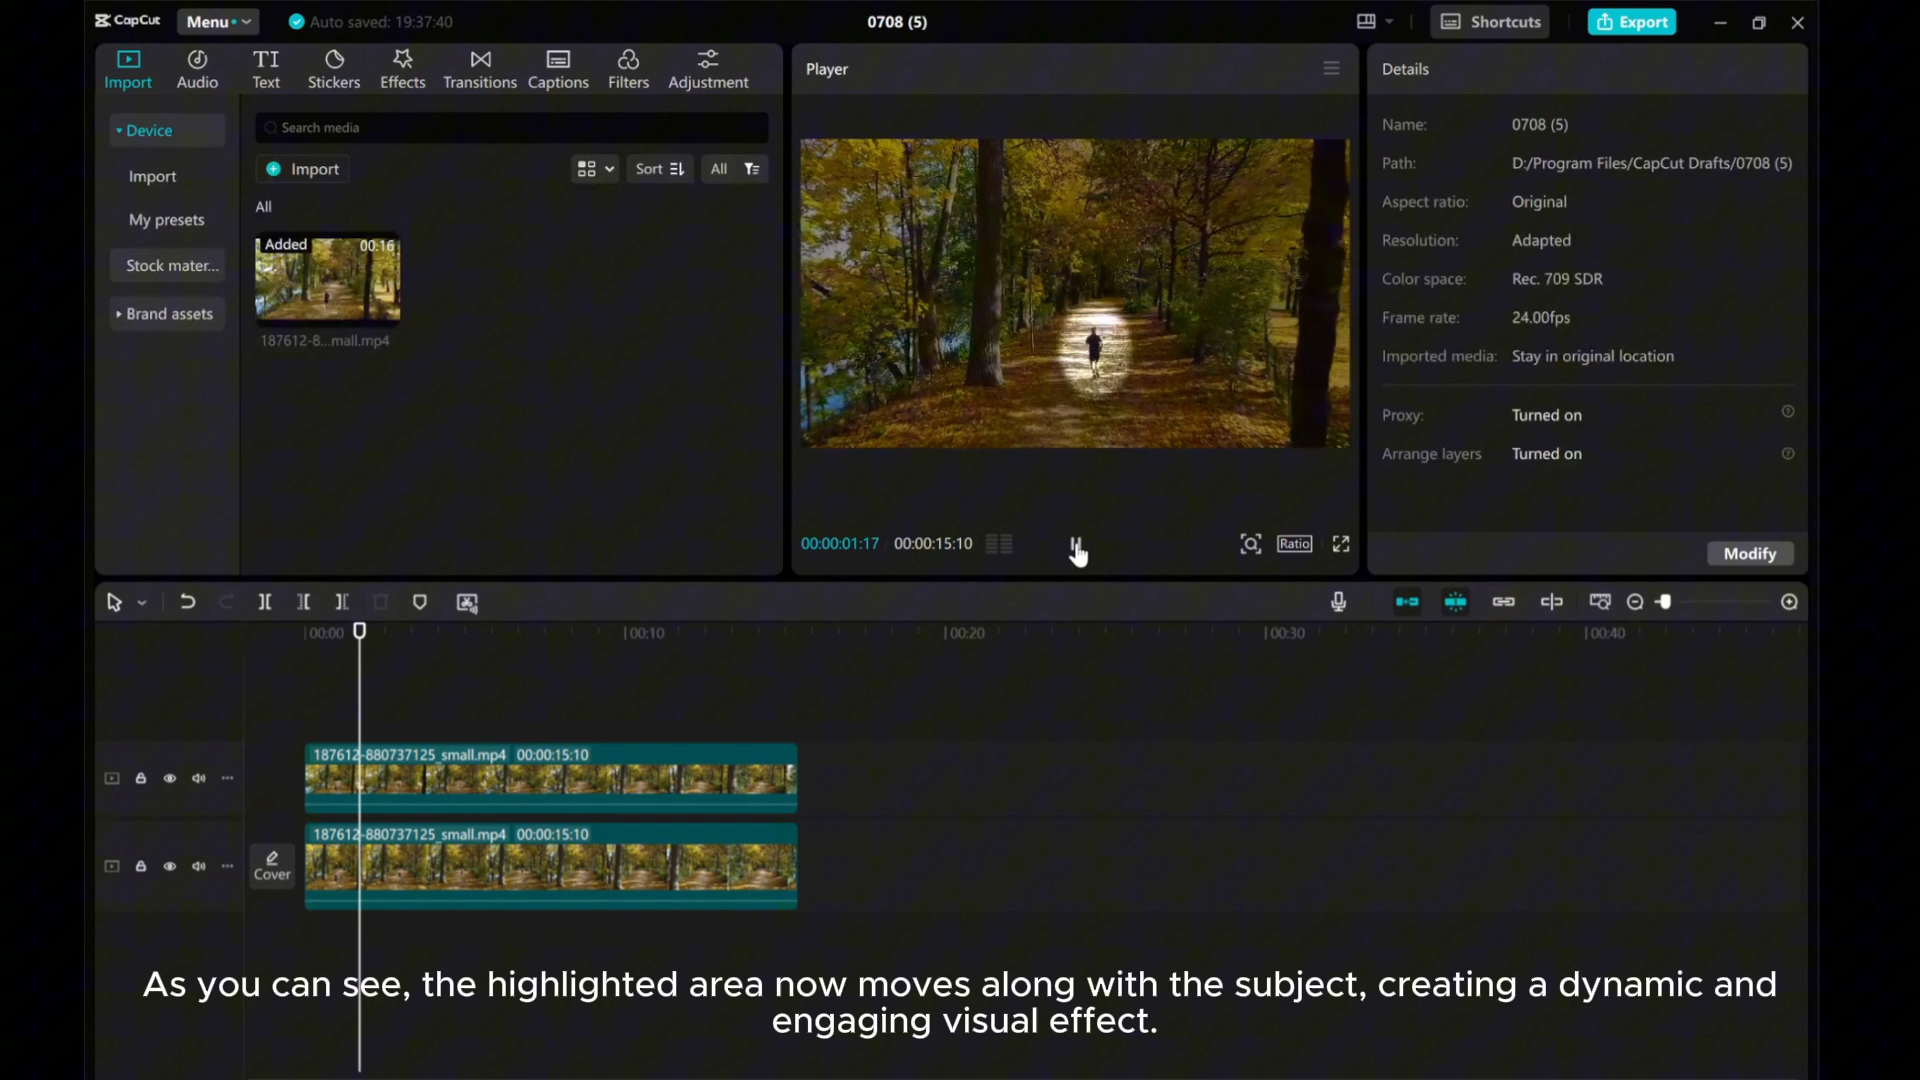 CapCut
Menu
Auto saved: 19:37:40
0708 (5)
Shortcuts
Export
Import
Audio
TI
Text
Stickers
Effects
Transitions
Captions
Filters
Adjustment
Device
Import
My presets
Stock mater...
Brand assets
Search media
Import
Sort
All
All
Added
00:16
187612-8...mall.mp4
Player
00:00:01:17
00:00:15:10
Ratio
Details
Name:
0708 (5)
Path:
D:/Program Files/CapCut Drafts/0708 (5)
Aspect ratio:
Original
Resolution:
Adapted
Color space:
Rec. 709 SDR
Frame rate:
24.00fps
Imported media:
Stay in original location
Proxy:
Turned on
Arrange layers
Turned on
Modify
00:00
00:10
00:20
00:30
00:40
187612-880737125_small.mp4 00:00:15:10
187612-880737125_small.mp4 00:00:15:10
Cover
As you can see, the highlighted area now moves along with the subject, creating a dynamic and
engaging visual effect.